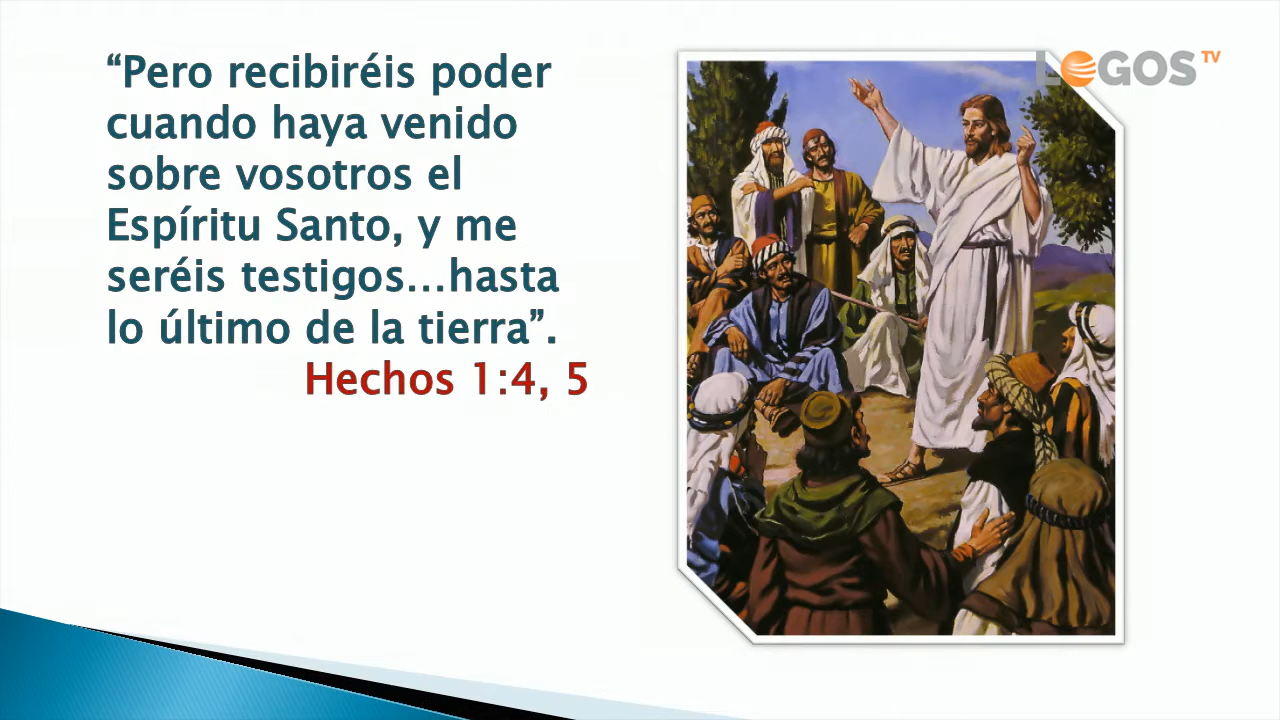 “Pero recibiréis poder
cuando haya venido
sobre vosotros el
Espíritu Santo, y me
seréis testigos...hasta
lo último de la tierra”.
Hechos 1:4, 5
LOGOS TV